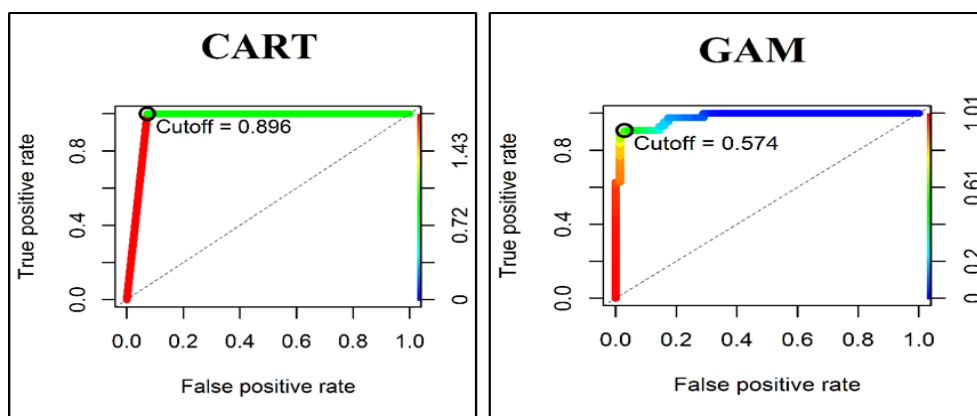 CART
Cutoff = 0.896
True positive rate
0.0 0.4 0.8
0 0.72 1.43
0.0 0.2 0.4 0.6 0.8 1.0
False positive rate
GAM
Cutoff = 0.574
True positive rate
0.0 0.4 0.8
0 0.2 0.61 1.01
0.0 0.2 0.4 0.6 0.8 1.0
False positive rate